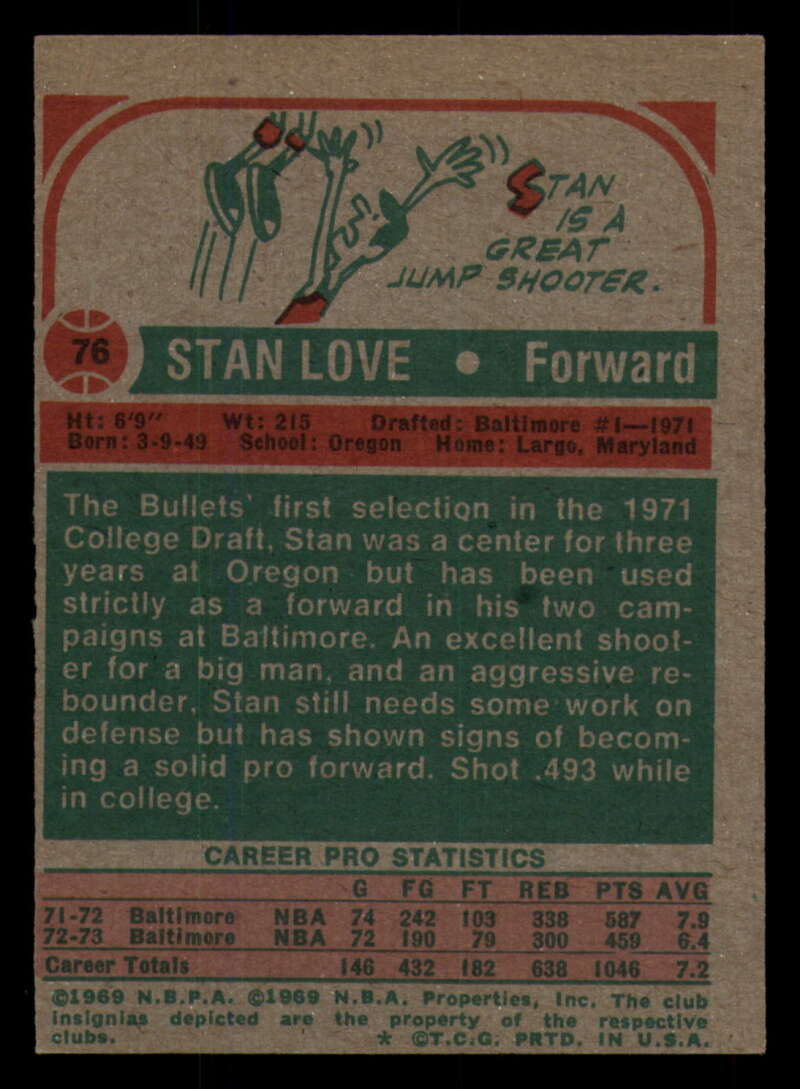 STAN
IS A
GREAT
JUMP SHOOTER.
76 STAN LOVE • Forward
Ht: 6'9" Wt: 215 Drafted: Baltimore #1—1971
Born: 3-9-49 School: Oregon Home: Largo, Maryland
The Bullets' first selection in the 1971
College Draft, Stan was a center for three
years at Oregon but has been used
strictly as a forward in his two cam-
paigns at Baltimore. An excellent shoot-
er for a big man, and an aggressive re-
bounder, Stan still needs some work on
defense but has shown signs of becom-
ing a solid pro forward. Shot .493 while
in college.
CAREER PRO STATISTICS
G FG FT REB PTS AVG
71-72 Baltimore NBA 74 242 103 338 587 7.9
72-73 Baltimore NBA 72 190 79 300 459 6.4
Career Totals 146 432 182 638 1046 7.2
©1969 N.B.P.A. ©1969 N.B.A. Properties, Inc. The club
insignias depicted are the property of the respective
clubs. * ©T.C.G. PRTD. IN U.S.A.